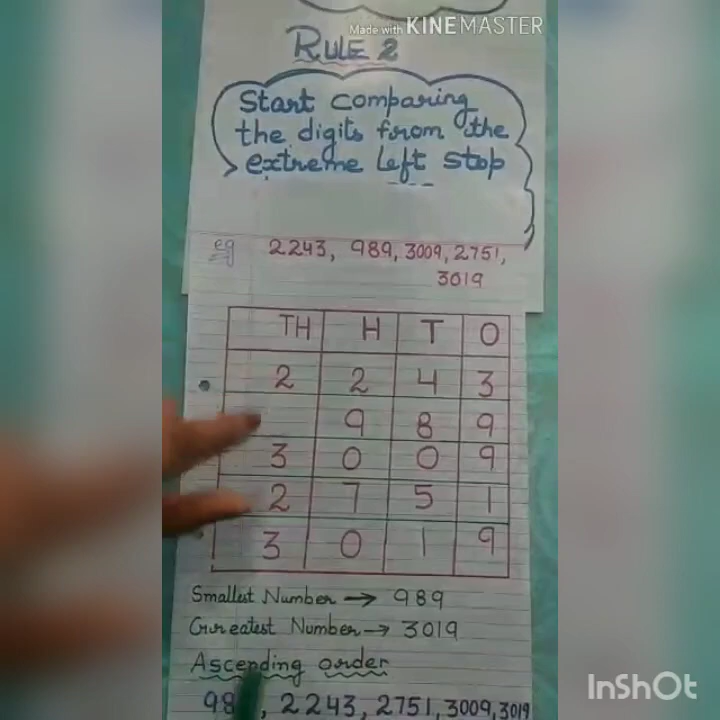 Made with KINEMASTER
RULE 2
Start comparing
the digits from the
extreme left stop
eg 2243, 989, 3009, 2751,
3019
TH H T O
2 2 4 3
9 8 9
3 0 0 9
2 7 5 1
3 0 1 9
Smallest Number → 989
Greatest Number → 3019
Ascending order
2243, 2751, 3009, 3019
InShOt